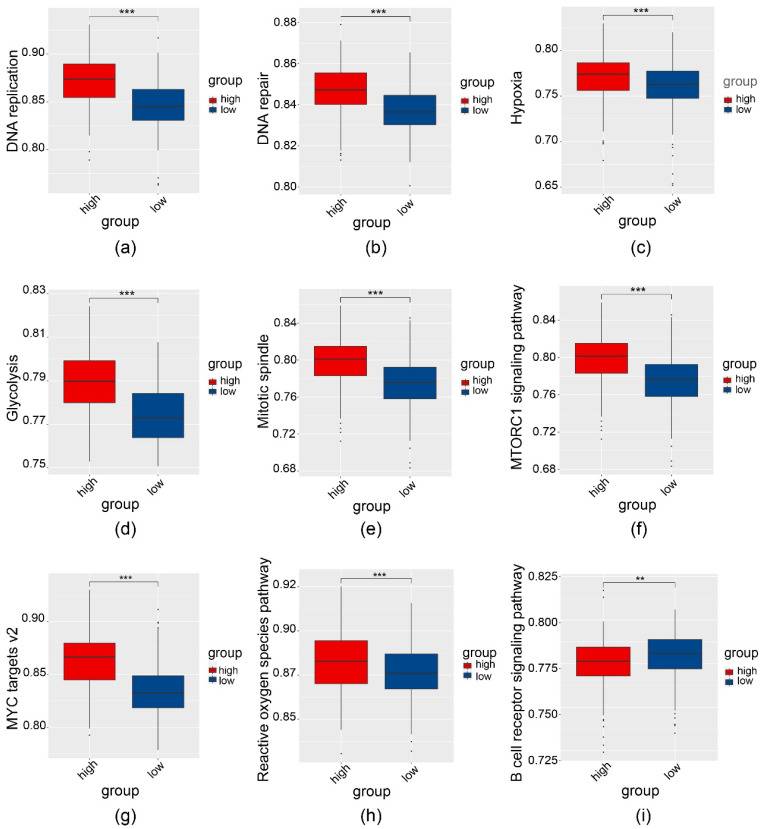 ***
0.90
0.85
0.80
DNA replication
high
low
group
group
high
low
(a)
***
0.88
0.86
0.84
0.82
0.80
DNA repair
high
low
group
group
high
low
(b)
***
0.80
0.75
0.70
0.65
Hypoxia
high
low
group
group
high
low
(c)
***
0.83
0.81
0.79
0.77
0.75
Glycolysis
high
low
group
group
high
low
(d)
***
0.84
0.80
0.76
0.72
0.68
Mitotic spindle
high
low
group
group
high
low
(e)
***
0.84
0.80
0.76
0.72
0.68
MTORC1 signaling pathway
high
low
group
group
high
low
(f)
***
0.90
0.85
0.80
MYC targets v2
high
low
group
group
high
low
(g)
***
0.92
0.90
0.87
0.85
Reactive oxygen species pathway
high
low
group
group
high
low
(h)
**
0.825
0.800
0.775
0.750
0.725
B cell receptor signaling pathway
high
low
group
group
high
low
(i)